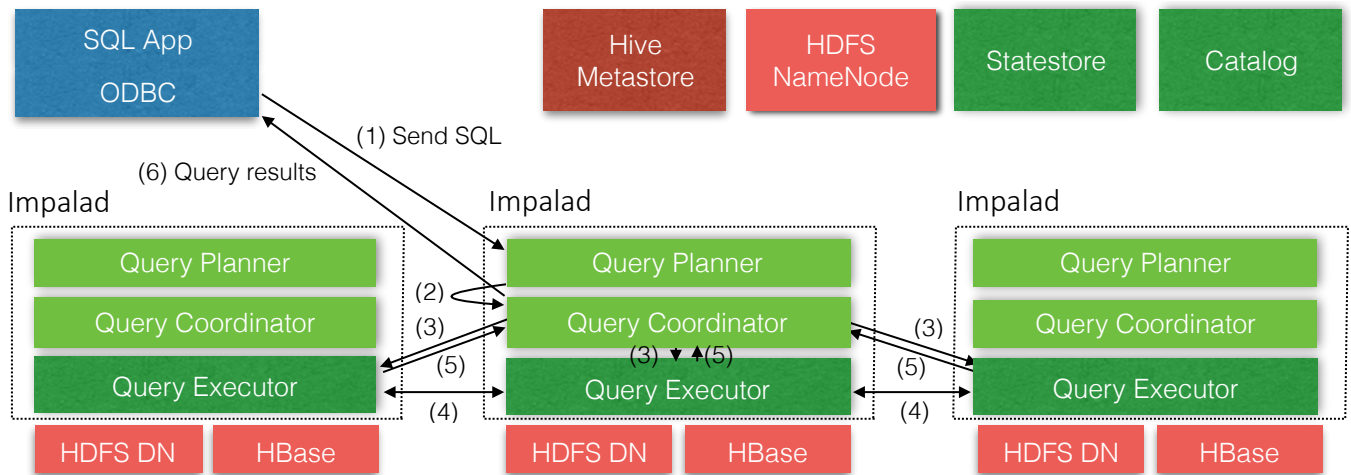 SQL App
ODBC
Hive
Metastore
HDFS
NameNode
Statestore
Catalog
(1) Send SQL
(6) Query results
Impalad
Impalad
Impalad
Query Planner
Query Planner
Query Planner
(2)
Query Coordinator
Query Coordinator
Query Coordinator
(3)
(3)
(3)
(5)
(5)
(5)
Query Executor
Query Executor
Query Executor
(4)
(4)
HDFS DN
HBase
HDFS DN
HBase
HDFS DN
HBase